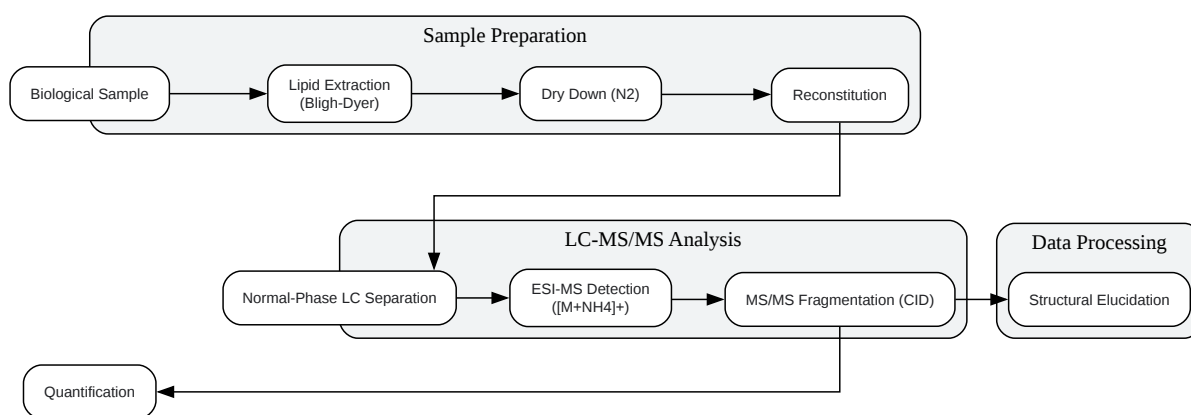 Sample Preparation
Biological Sample
Lipid Extraction
(Bligh-Dyer)
Dry Down (N2)
Reconstitution
LC-MS/MS Analysis
Data Processing
Normal-Phase LC Separation
ESI-MS Detection
([M+NH4]+)
MS/MS Fragmentation (CID)
Structural Elucidation
Quantification